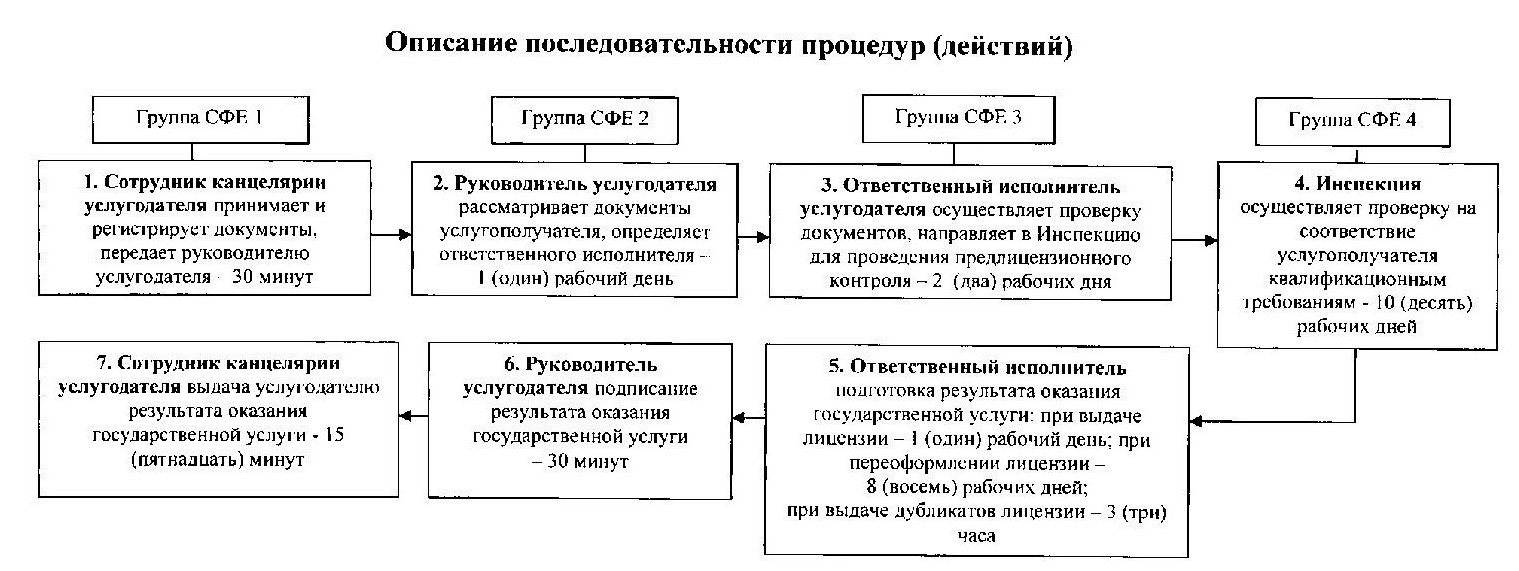 Описание последовательности процедур (действий)
Группа СФЕ 1
Группа СФЕ 2
Группа СФЕ 3
Группа СФЕ 4
1. Сотрудник канцелярии
услугодателя принимает и
регистрирует документы,
передает руководителю
услугодателя - 30 минут
2. Руководитель услугодателя
рассматривает документы
услугополучателя, определяет
ответственного исполнителя –
1 (один) рабочий день
3. Ответственный исполнитель
услугодателя осуществляет проверку
документов, направляет в Инспекцию
для проведения предлицензионного
контроля – 2 (два) рабочих дня
4. Инспекция
осуществляет проверку на
соответствие
услугополучателя
квалификационным
требованиям - 10 (десять)
рабочих дней
5. Ответственный исполнитель
подготовка результата оказания
государственной услуги: при выдаче
лицензии – 1 (один) рабочий день; при
переоформлении лицензии –
8 (восемь) рабочих дней;
при выдаче дубликатов лицензии – 3 (три)
часа
6. Руководитель
услугодателя подписание
результата оказания
государственной услуги
– 30 минут
7. Сотрудник канцелярии
услугодателя выдача услугодателю
результата оказания
государственной услуги - 15
(пятнадцать) минут